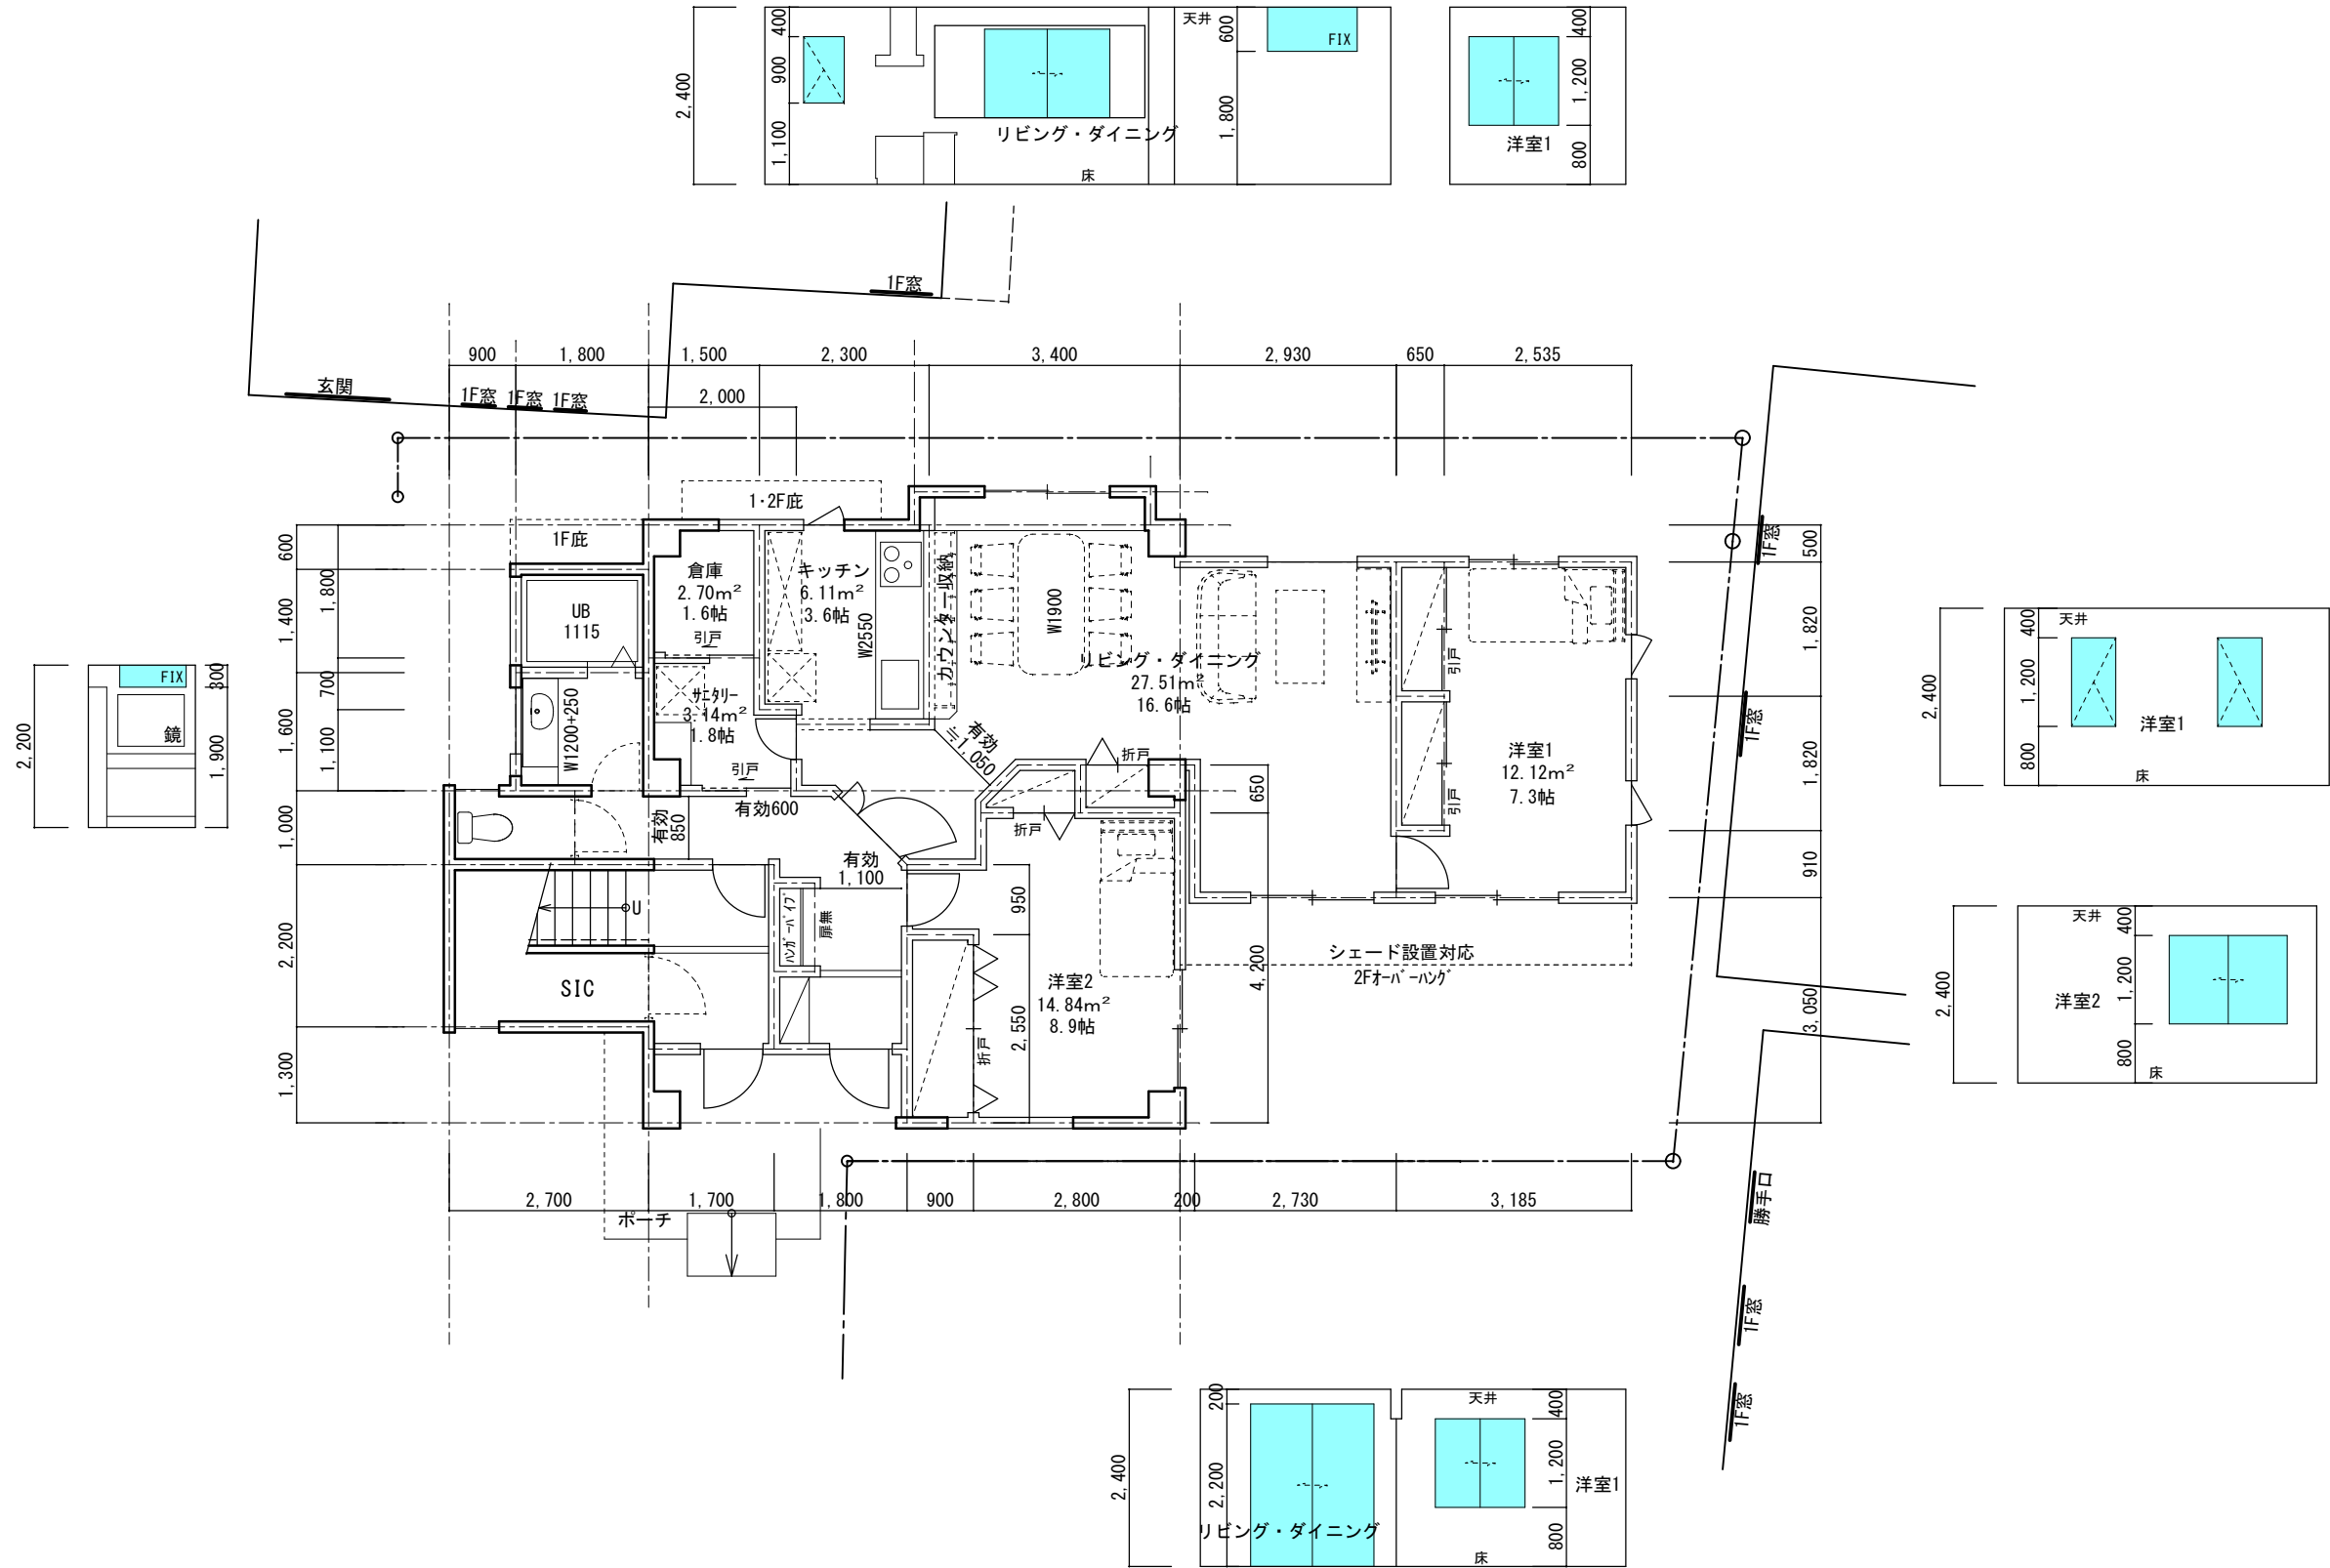 400
900
1,100
2,400
リビング・ダイニング
床
天井
600
1,800
FIX
400
1,200
800
洋室1
1F窓
玄関
1F窓
1F窓
1F窓
900
1,800
1,500
2,300
3,400
2,930
650
2,535
2,000
1・2F庇
1F庇
600
1,400
1,600
1,000
2,200
1,300
1,800
700
1,100
UB
1115
W1200+250
倉庫
2.70m²
1.6帖
引戸
キッチン
6.11m²
3.6帖
W2550
カウンター収納
W1900
リビング・ダイニング
27.51m²
16.6帖
サニタリー
3.14m²
1.8帖
引戸
有効600
有効
850
有効
≒1,050
有効
1,100
折戸
折戸
折戸
引戸
引戸
洋室1
12.12m²
7.3帖
U
SIC
ハンガーパイプ
扉無
洋室2
14.84m²
8.9帖
950
2,550
650
4,200
シェード設置対応
2Fオーバーハング
500
1,820
1,820
910
3,050
1F窓
1F窓
勝手口
1F窓
1F窓
2,700
1,700
1,800
900
2,800
200
2,730
3,185
ポーチ
2,200
FIX
鏡
300
1,900
2,400
400
1,200
800
天井
洋室1
床
2,400
天井
400
1,200
800
洋室2
床
2,400
200
2,200
リビング・ダイニング
天井
400
1,200
800
洋室1
床